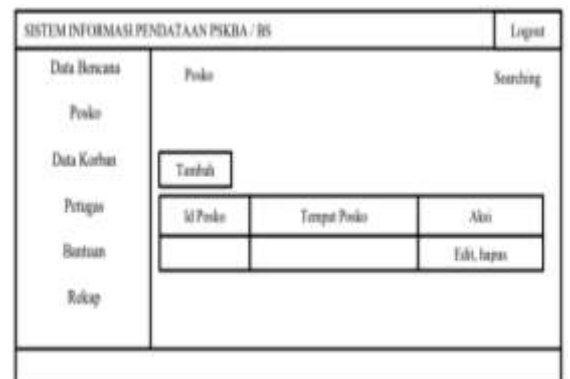 SISTEM INFORMASI PENDATAAN PSKBA / BS
Logout
Data Bencana
Posko
Data Korban
Petugas
Bantuan
Rekap
Posko
Searching
Tambah
Id Posko
Tempat Posko
Aksi
Edit, hapus